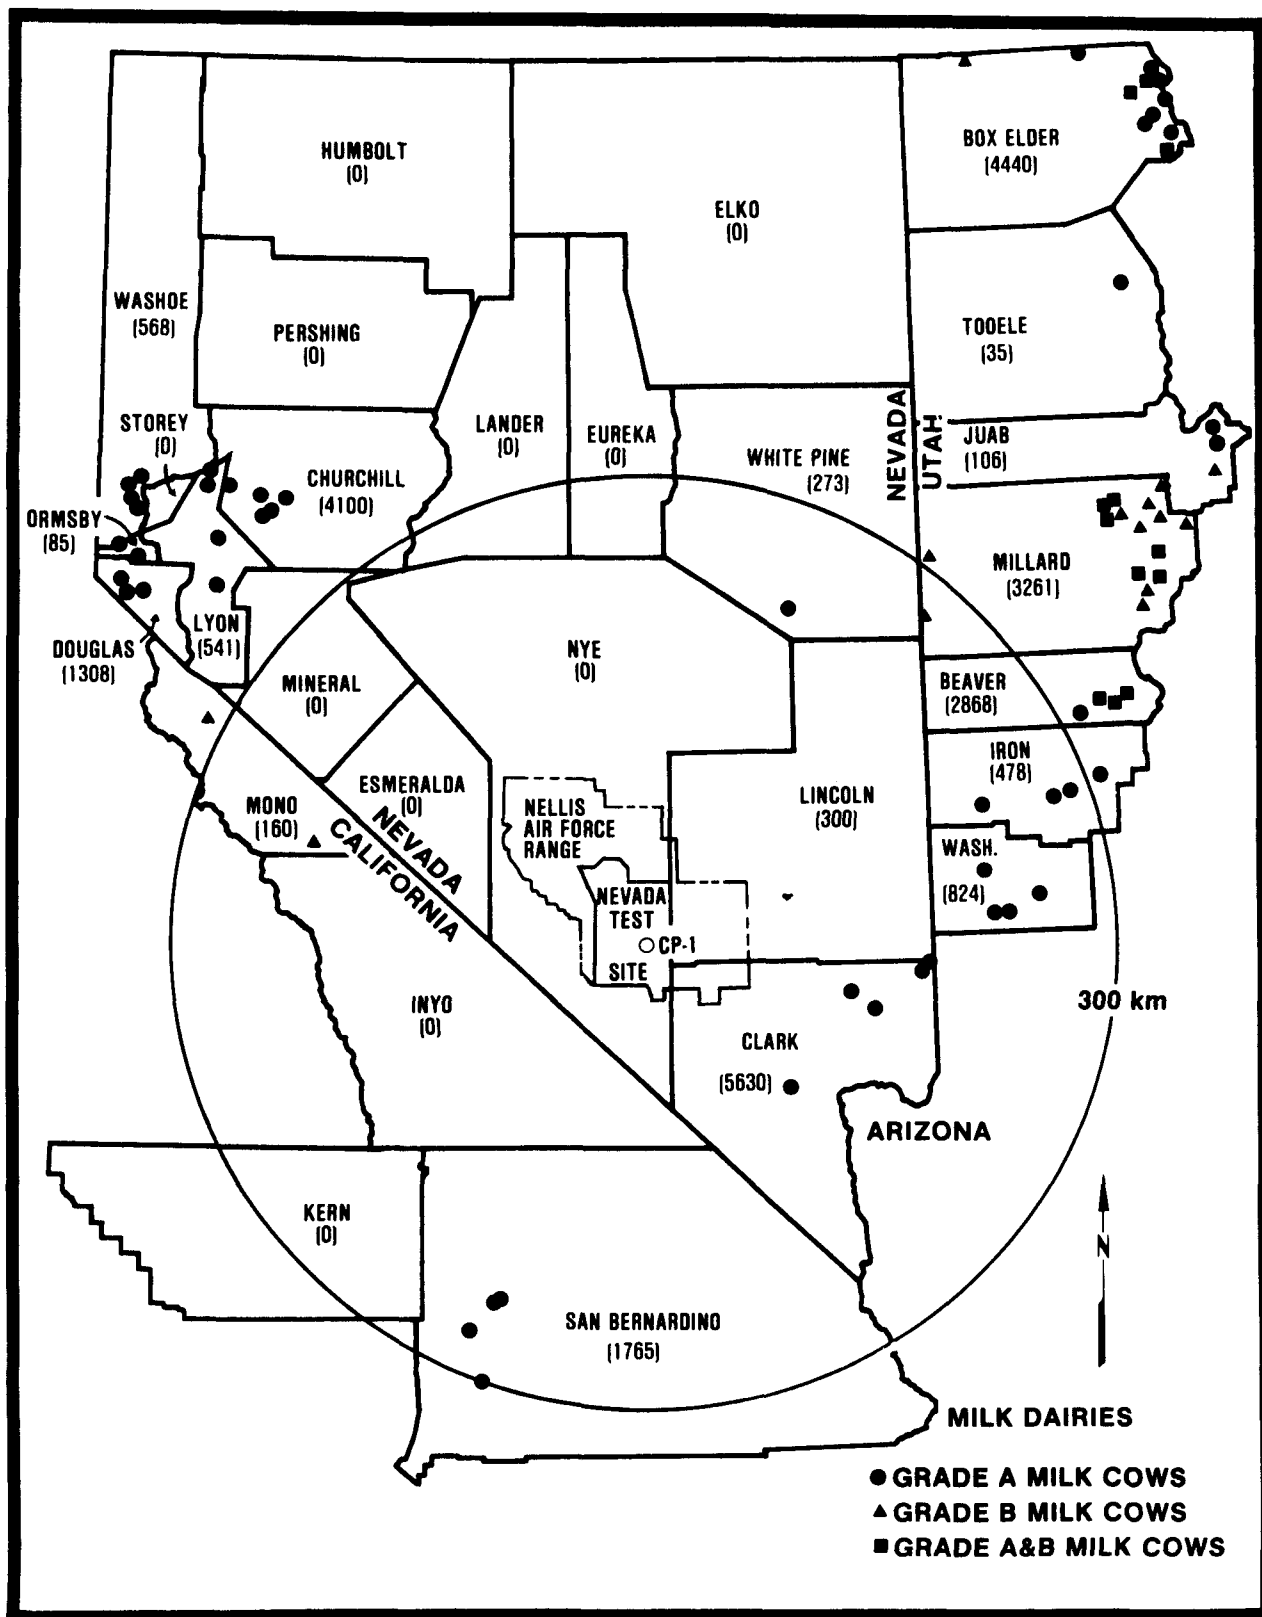 HUMBOLT
(0)
BOX ELDER
(4440)
ELKO
(0)
WASHOE
(568)
PERSHING
(0)
TOOELE
(35)
STOREY
(0)
LANDER
(0)
EUREKA
(0)
WHITE PINE
(273)
NEVADA
UTAH
JUAB
(106)
CHURCHILL
(4100)
ORMSBY
(85)
MILLARD
(3261)
DOUGLAS
(1308)
LYON
(541)
NYE
(0)
MINERAL
(0)
BEAVER
(2868)
IRON
(478)
MONO
(160)
ESMERALDA
(0)
NEVADA
CALIFORNIA
NELLIS
AIR FORCE
RANGE
LINCOLN
(300)
WASH.
(824)
NEVADA
TEST
CP-1
SITE
INYO
(0)
300 km
CLARK
(5630)
ARIZONA
KERN
(0)
N
SAN BERNARDINO
(1765)
MILK DAIRIES
GRADE A MILK COWS
GRADE B MILK COWS
GRADE A&B MILK COWS